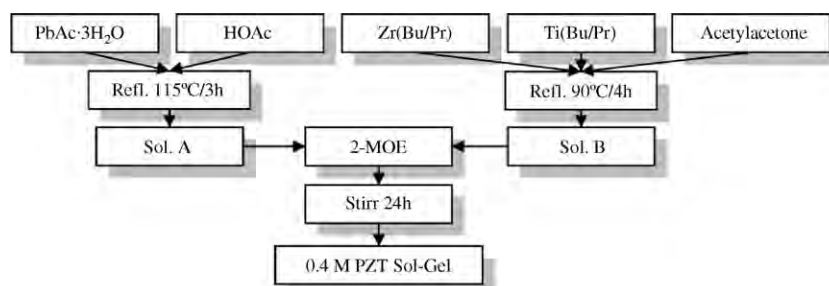 PbAc·3H₂O HOAc Zr(Bu/Pr) Ti(Bu/Pr) Acetylacetone
Refl. 115ºC/3h Refl. 90ºC/4h
Sol. A 2-MOE Sol. B
Stirr 24h
0.4 M PZT Sol-Gel